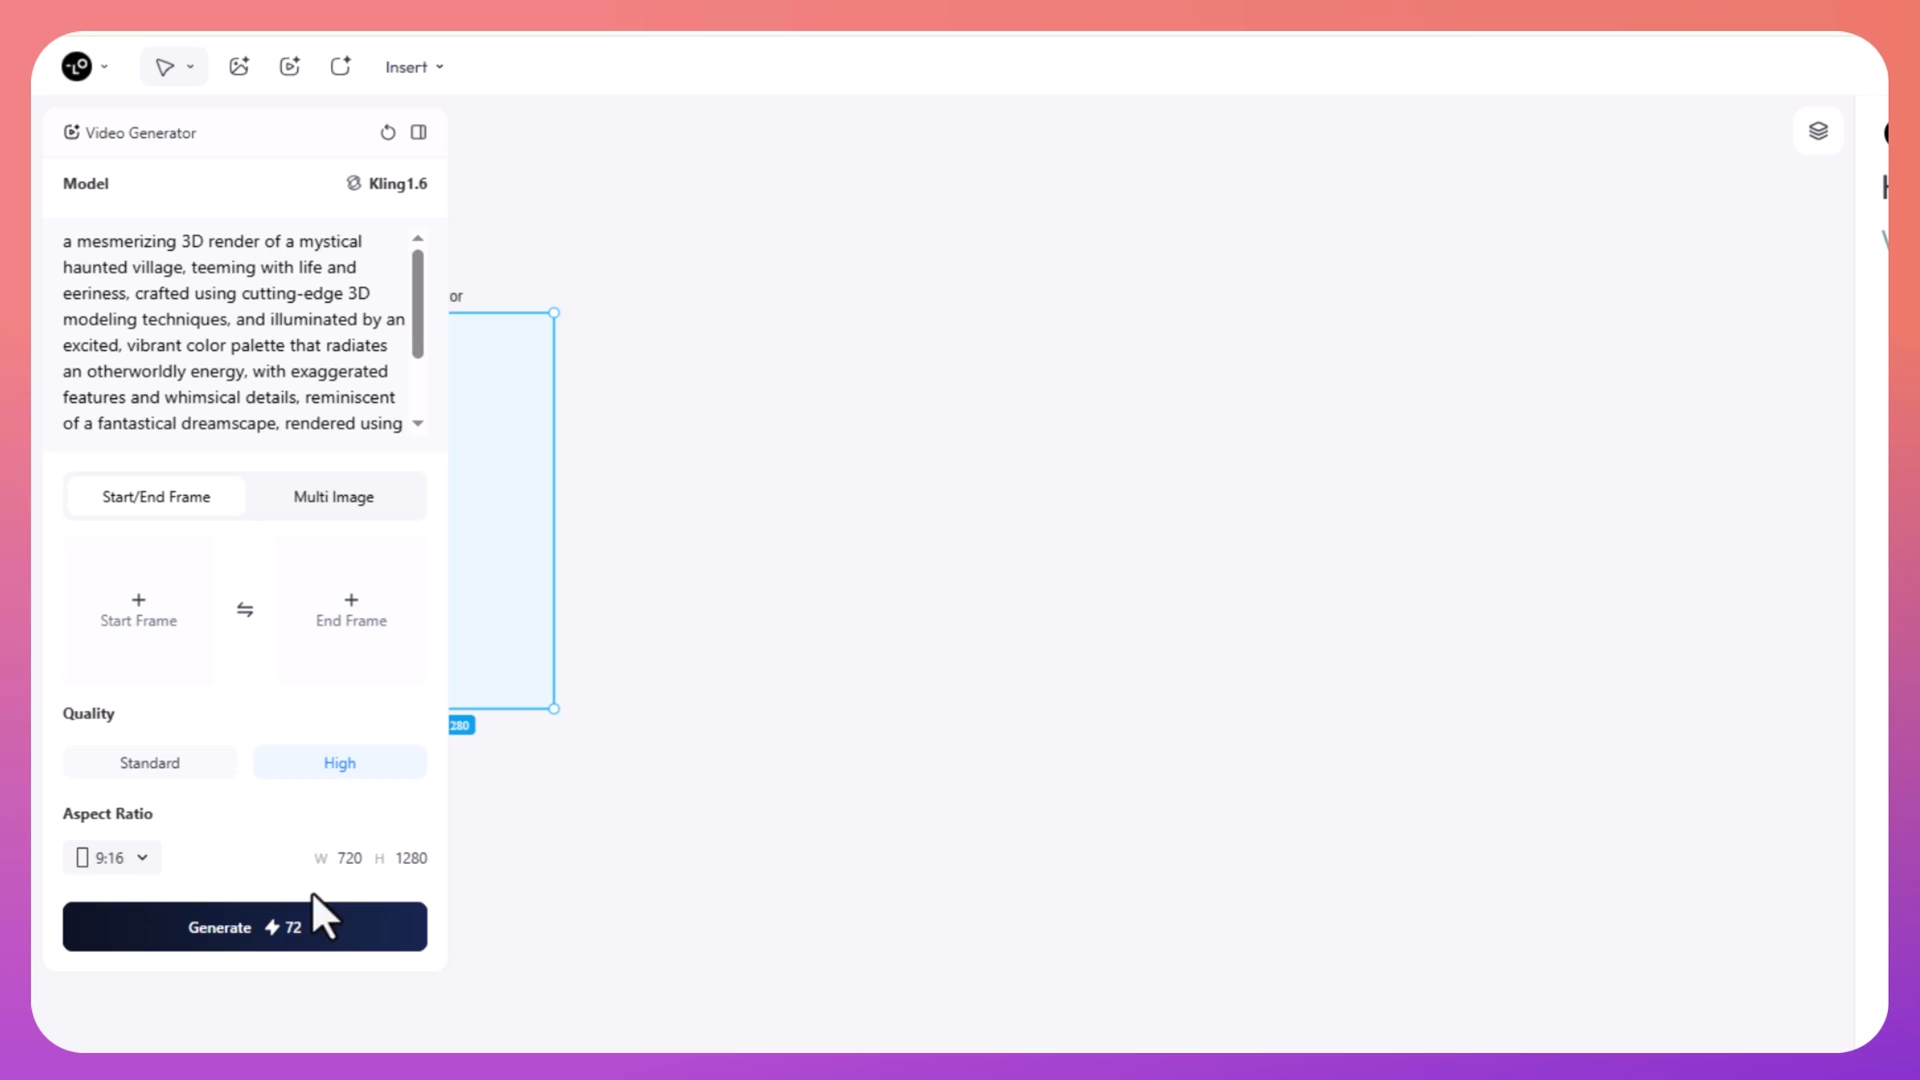 Insert
Video Generator
Model
Kling1.6
a mesmerizing 3D render of a mystical
haunted village, teeming with life and
eeriness, crafted using cutting-edge 3D
modeling techniques, and illuminated by an
excited, vibrant color palette that radiates
an otherworldly energy, with exaggerated
features and whimsical details, reminiscent
of a fantastical dreamscape, rendered using
or
Start/End Frame
Multi Image
+
Start Frame
+
End Frame
280
Quality
Standard
High
Aspect Ratio
9:16
W 720 H 1280
Generate 72